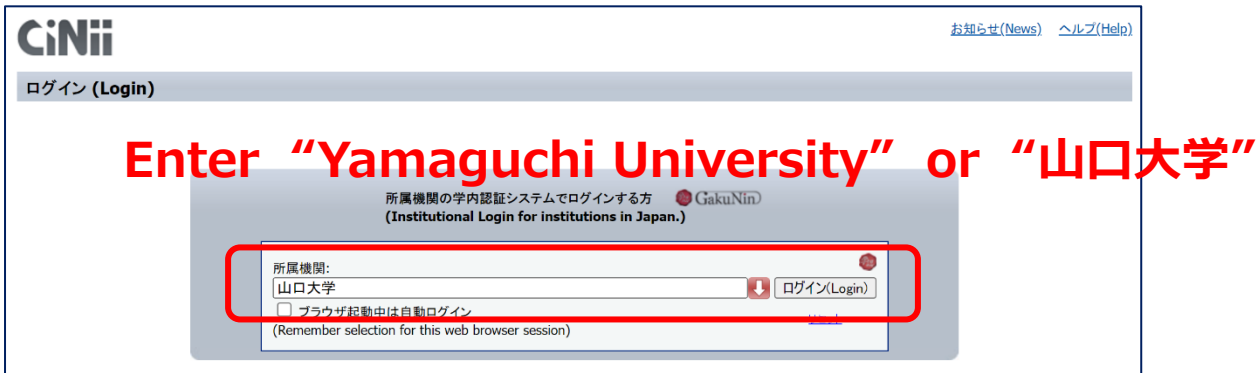 CiNii
お知らせ(News) ヘルプ(Help)
ログイン (Login)
Enter “Yamaguchi University” or “山口大学”
所属機関の学内認証システムでログインする方 GakuNin
(Institutional Login for institutions in Japan.)
所属機関:
山口大学 ログイン(Login)
ブラウザ起動中は自動ログイン
(Remember selection for this web browser session)